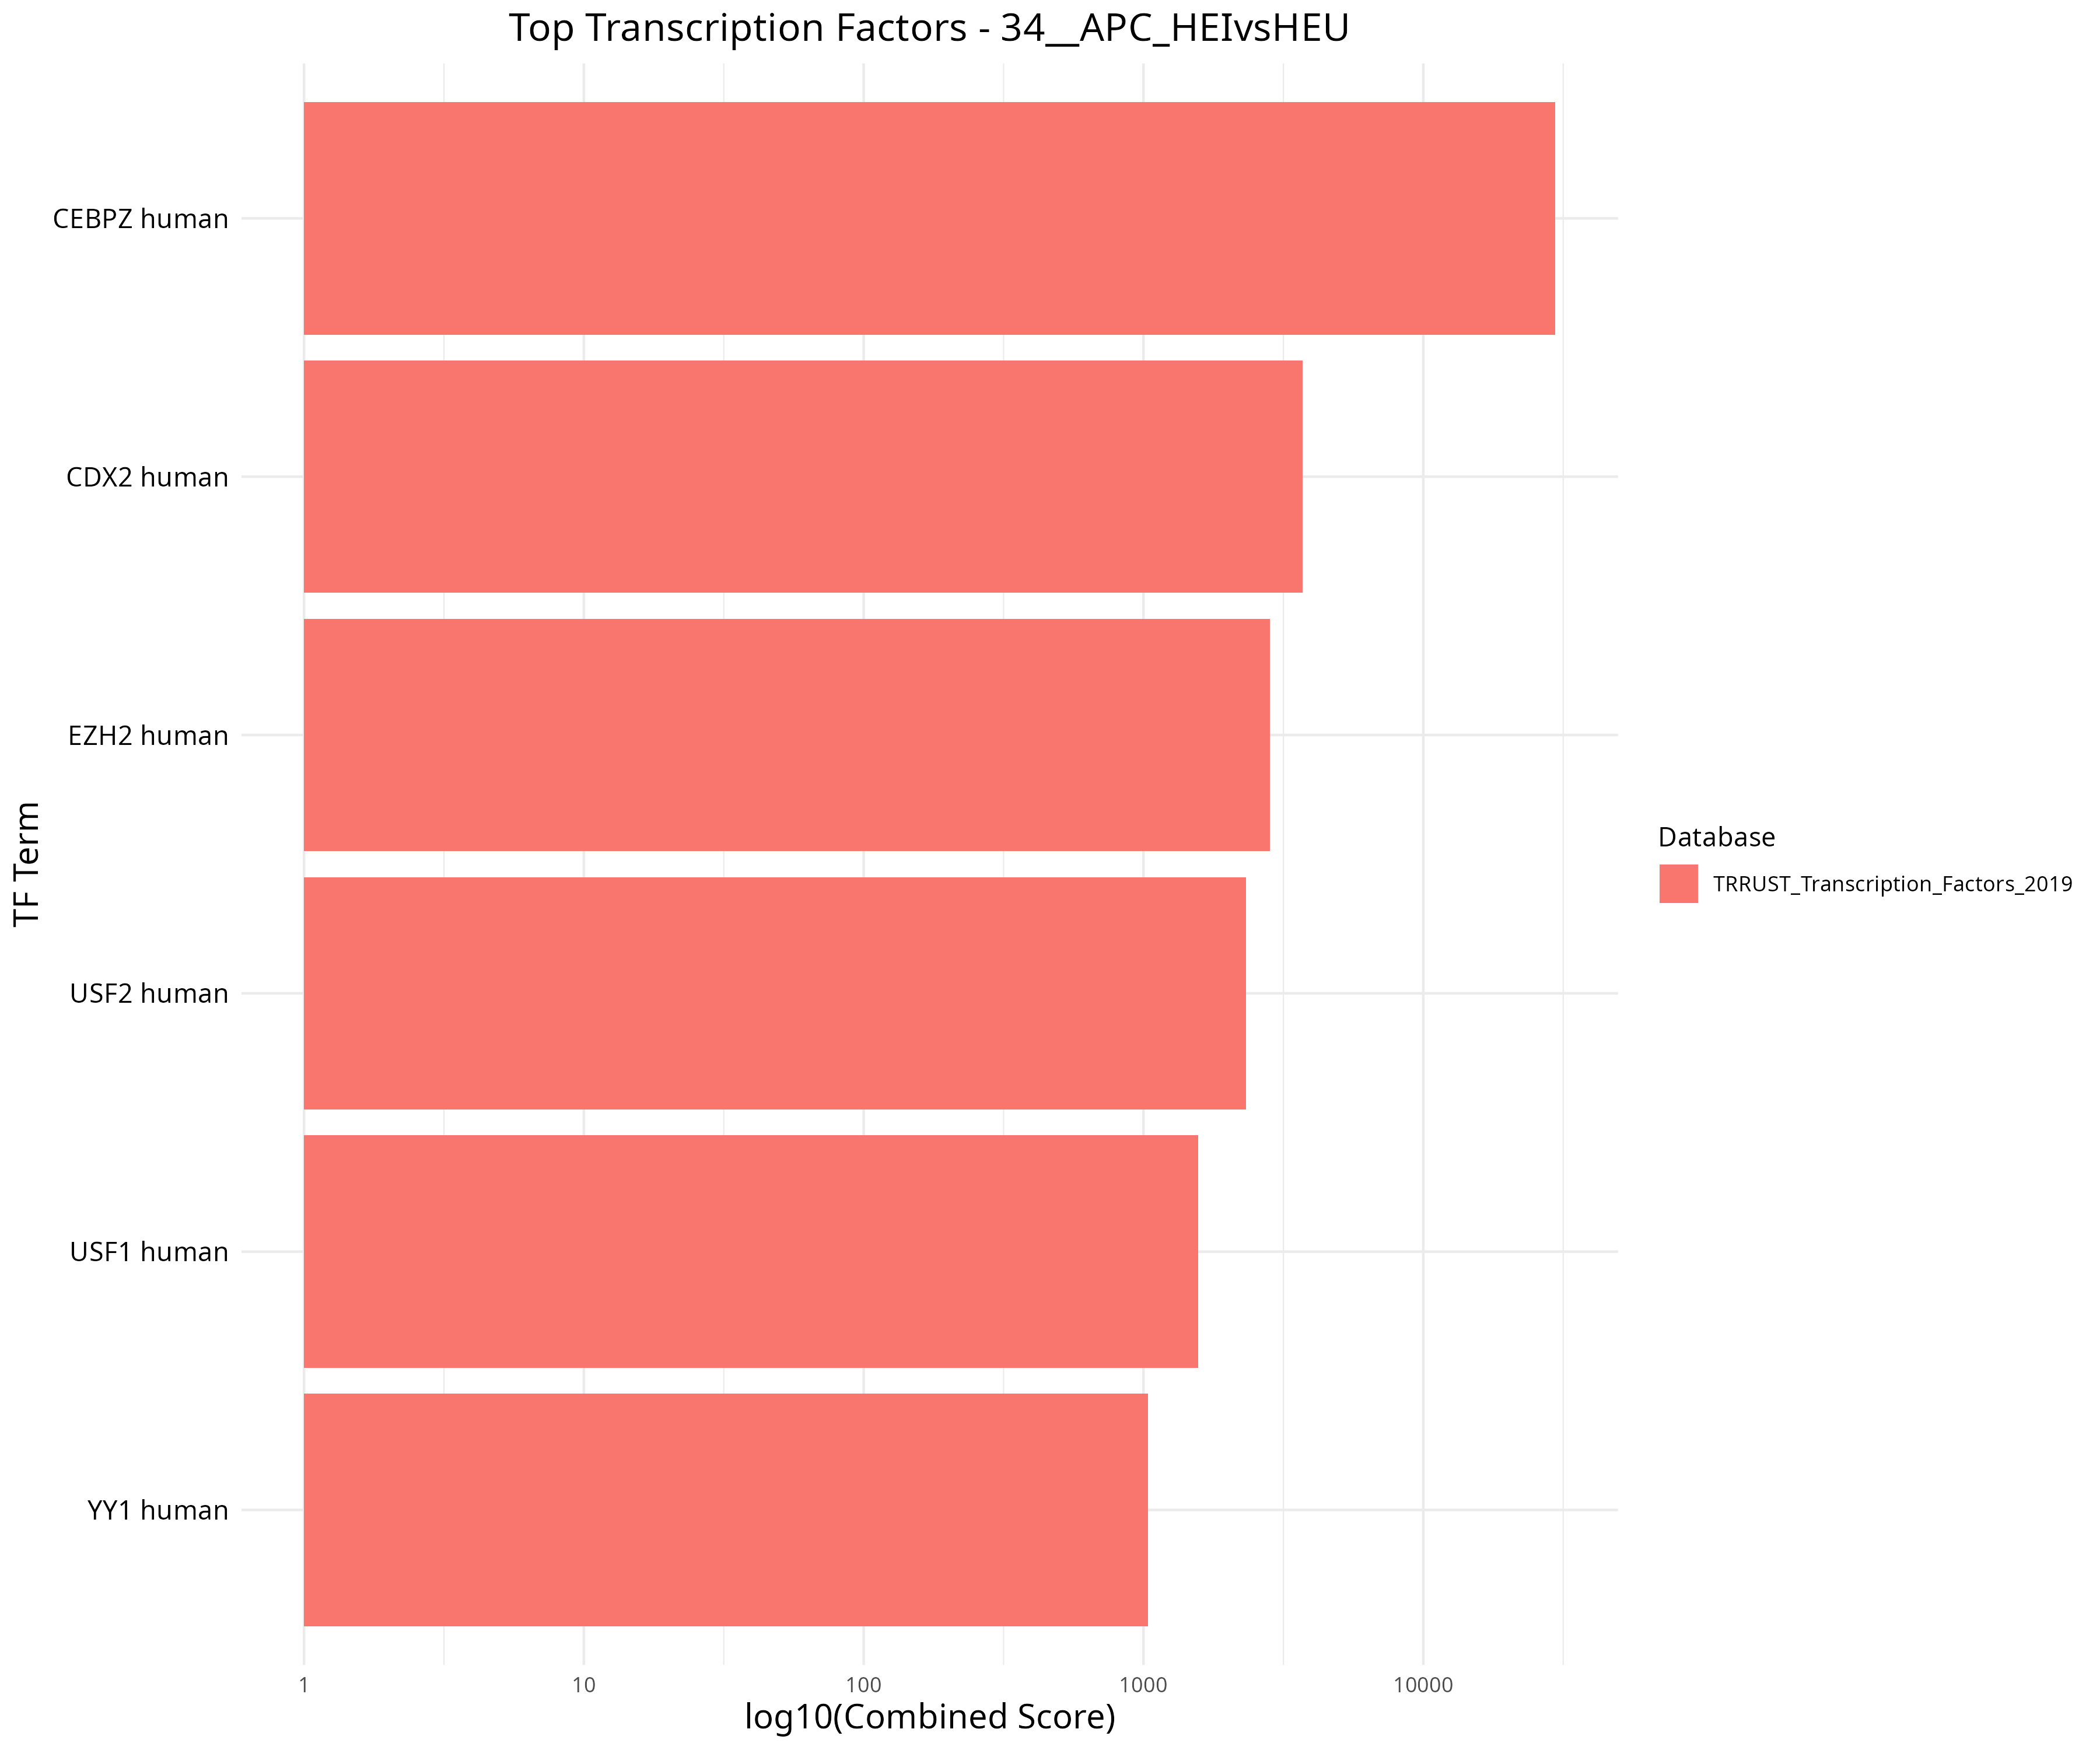 Top Transcription Factors - 34__APC_HEIvsHEU
TF Term
CEBPZ human
CDX2 human
EZH2 human
USF2 human
USF1 human
YY1 human
1 10 100 1000 10000
log10(Combined Score)
Database
TRRUST_Transcription_Factors_2019